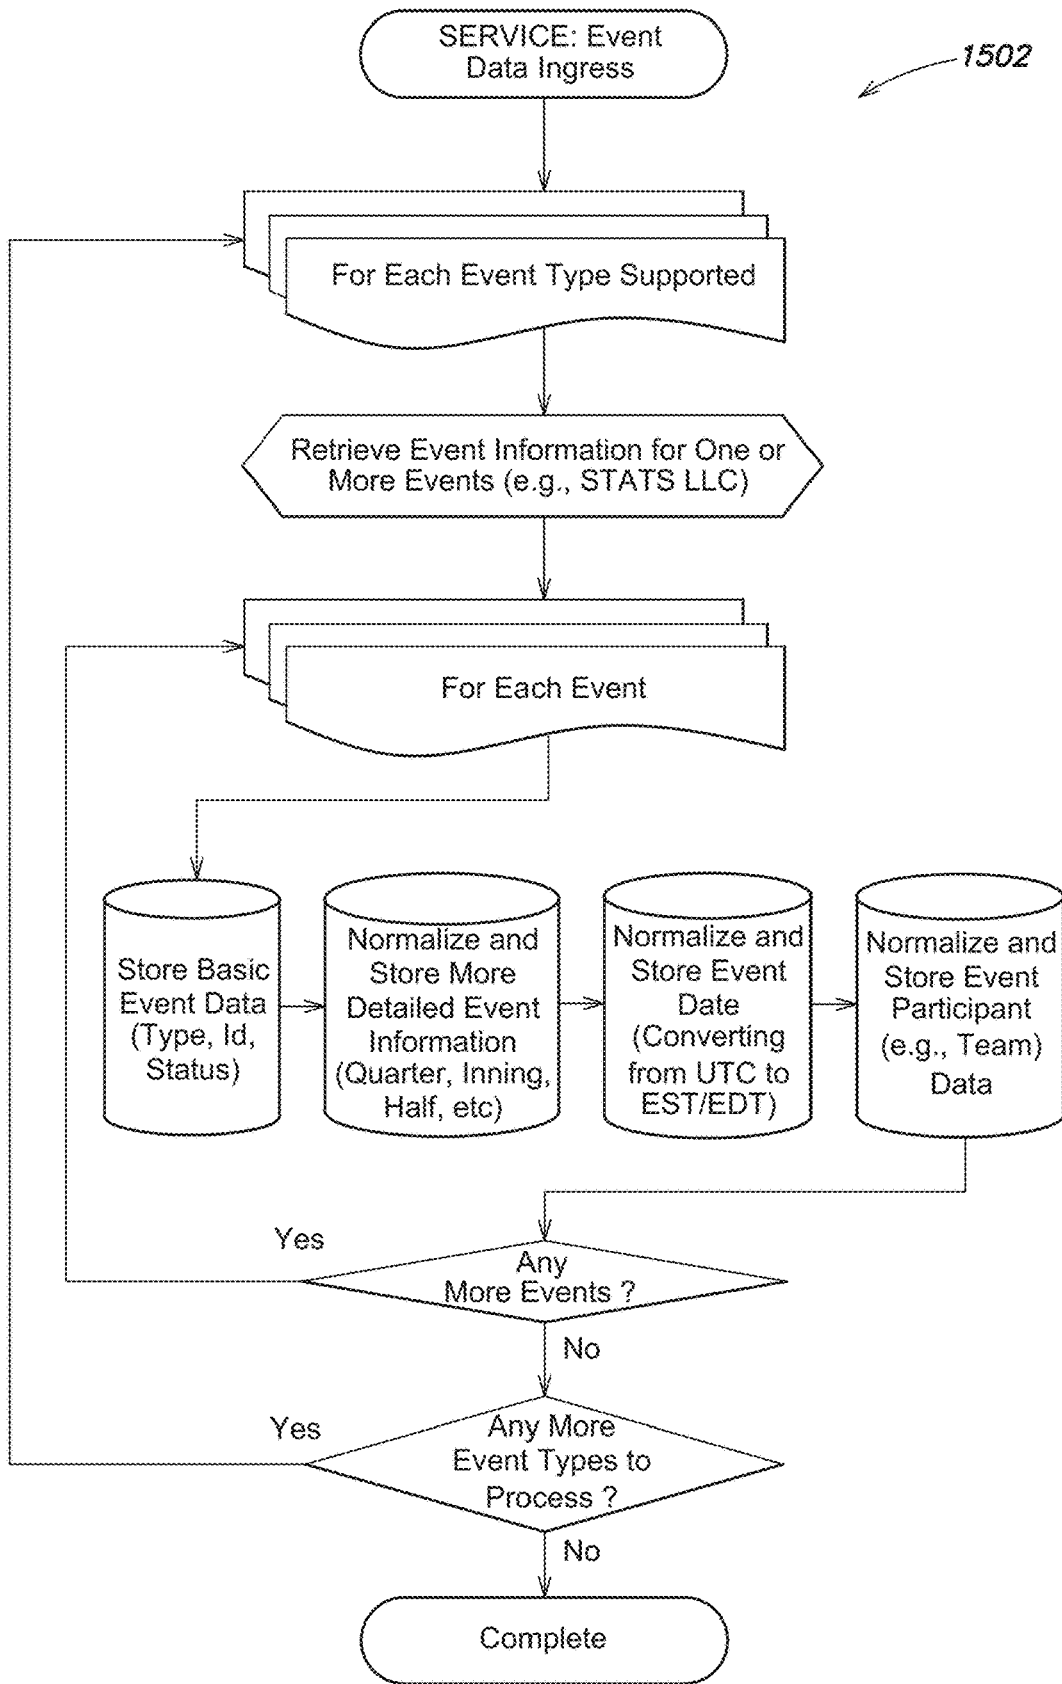 SERVICE: Event
Data Ingress
1502
For Each Event Type Supported
Retrieve Event Information for One or
More Events (e.g., STATS LLC)
For Each Event
Store Basic
Event Data
(Type, Id,
Status)
Normalize and
Store More
Detailed Event
Information
(Quarter, Inning,
Half, etc)
Normalize and
Store Event
Date
(Converting
from UTC to
EST/EDT)
Normalize and
Store Event
Participant
(e.g., Team)
Data
Yes
Any
More Events ?
No
Yes
Any More
Event Types to
Process ?
No
Complete